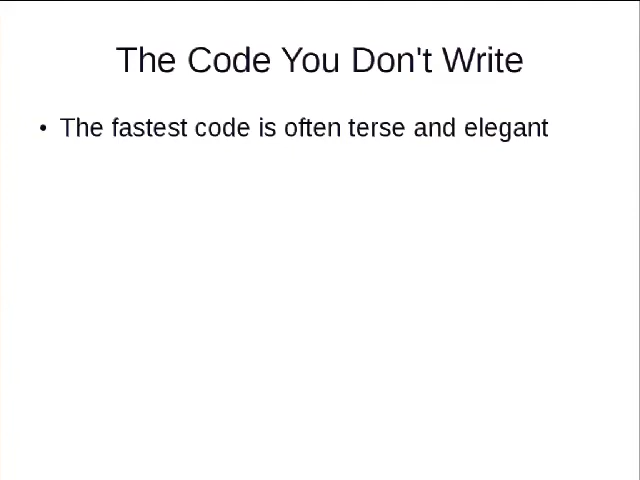 The Code You Don't Write
• The fastest code is often terse and elegant